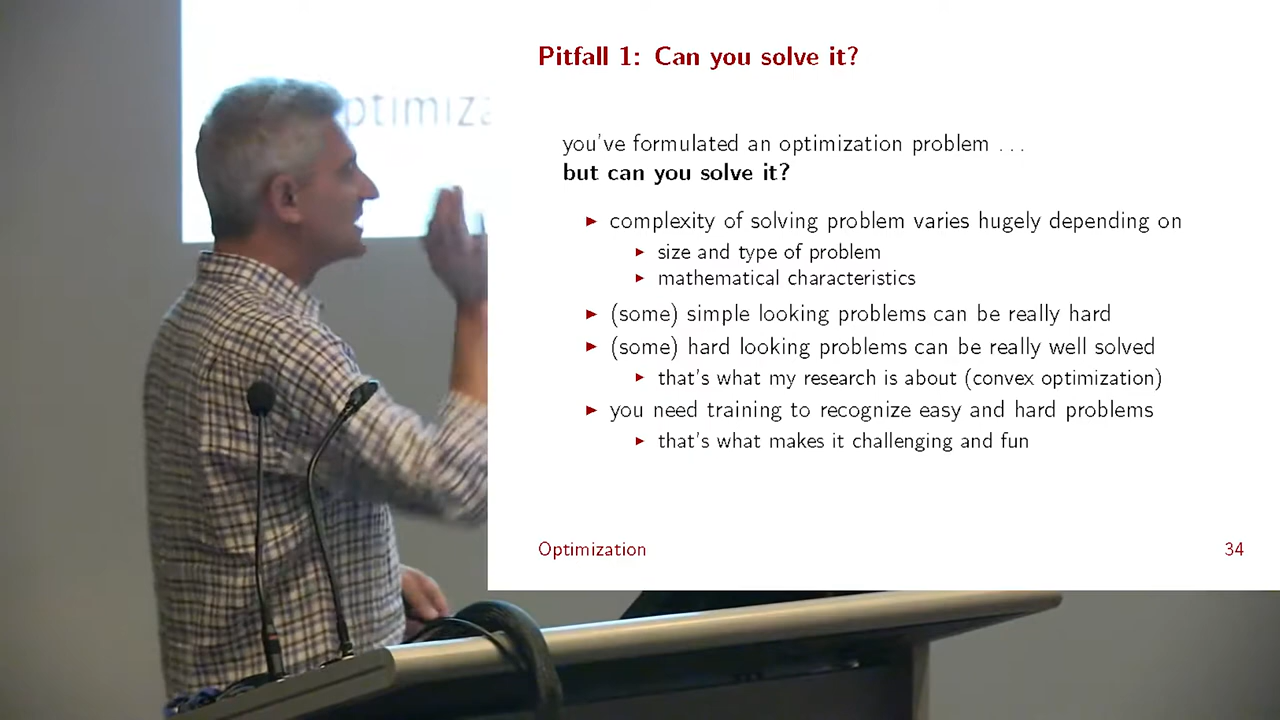 Pitfall 1: Can you solve it?
you've formulated an optimization problem . . .
but can you solve it?
▶ complexity of solving problem varies hugely depending on
▶ size and type of problem
▶ mathematical characteristics
▶ (some) simple looking problems can be really hard
▶ (some) hard looking problems can be really well solved
▶ that's what my research is about (convex optimization)
▶ you need training to recognize easy and hard problems
▶ that's what makes it challenging and fun
Optimization 34